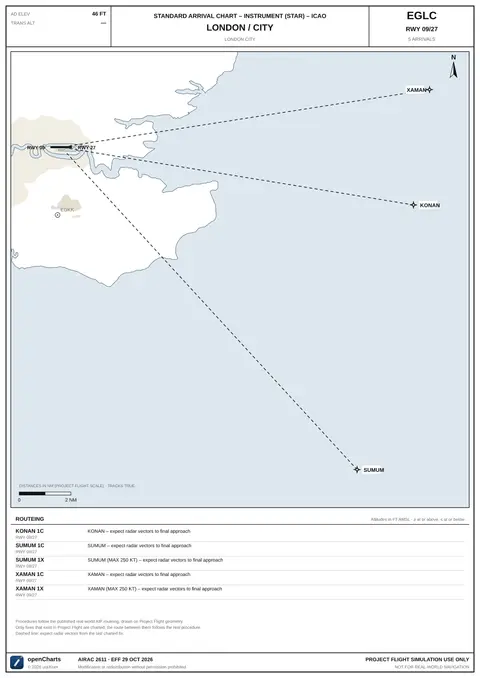 AD ELEV 46 FT
TRANS ALT —
STANDARD ARRIVAL CHART – INSTRUMENT (STAR) – ICAO
LONDON / CITY
LONDON CITY
EGLC
RWY 09/27
5 ARRIVALS
N
XAMAN
RWY 09
RWY 27
KONAN
SUMUM
DISTANCES IN NM (PROJECT FLIGHT SCALE) · TRACKS TRUE
0 2 NM
ROUTEING
Altitudes in FT AMSL · ≥ at or above, ≤ at or below
KONAN 1C KONAN – expect radar vectors to final approach
RWY 09/27
SUMUM 1C SUMUM – expect radar vectors to final approach
RWY 09/27
SUMUM 1X SUMUM (MAX 250 KT) – expect radar vectors to final approach
RWY 09/27
XAMAN 1C XAMAN – expect radar vectors to final approach
RWY 09/27
XAMAN 1X XAMAN (MAX 250 KT) – expect radar vectors to final approach
RWY 09/27
Procedures follow the published real-world AIP routeing, drawn on Project Flight geometry.
Only fixes that exist in Project Flight are charted; the route between them follows the real procedure.
Dashed line: expect radar vectors from the last charted fix.
openCharts
AIRAC 2611 · EFF 29 OCT 2026
Modification or redistribution without permission prohibited
PROJECT FLIGHT SIMULATION USE ONLY
NOT FOR REAL WORLD NAVIGATION